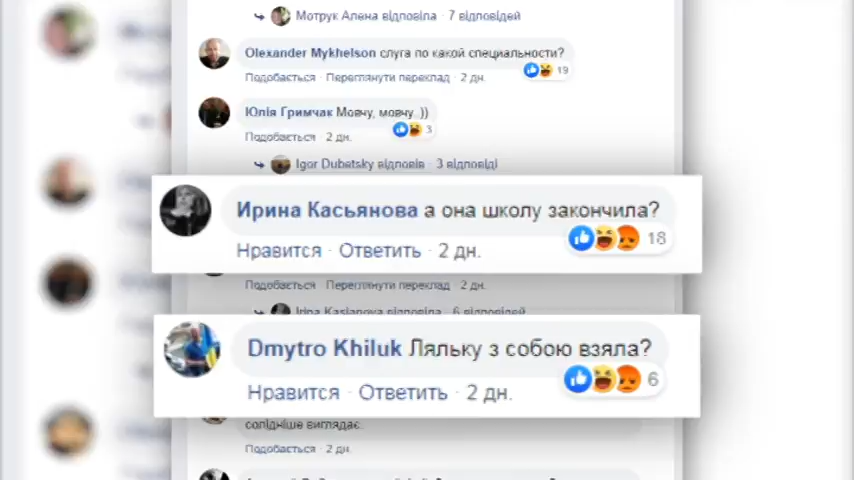 Мотрук Алена відповіла · 7 відповідей
Olexander Mykhelson слуга по какой специальности?
19
Подобається · Переглянути переклад · 2 дн.
Юлія Гримчак Мовчу, мовчу..))
3
Подобається · 2 дн.
Igor Dubetsky відповів · 3 відповіді
Ирина Касьянова а она школу закончила?
18
Нравится · Ответить · 2 дн.
Подобається · Переглянути переклад · 2 дн.
Irina Kasianova відповіла · 6 відповідей
Dmytro Khiluk Ляльку з собою взяла?
6
Нравится · Ответить · 2 дн.
солідніше виглядає.
Подобається · 2 дн.